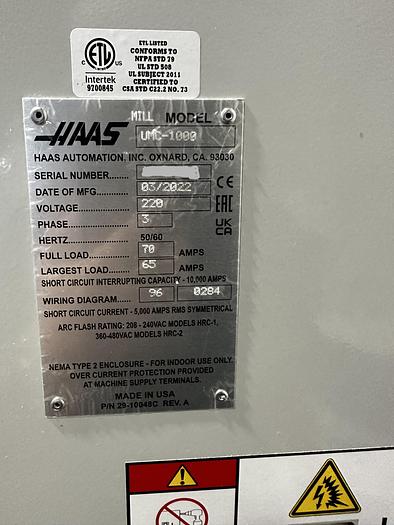 ETL LISTED
CONFORMS TO
NFPA STD 79
UL STD 508
UL SUBJECT 2011
CERTIFIED TO
CSA STD C22.2 NO. 73
C US
Intertek
9700845
MILL MODEL
HAAS UMC-1000
HAAS AUTOMATION, INC. OXNARD, CA. 93030
SERIAL NUMBER.........
DATE OF MFG............ 03/2022 CE
VOLTAGE................ 220 EAC
PHASE.................. 3 UK CA
HERTZ................ 50/60
FULL LOAD............ 70 AMPS
LARGEST LOAD...... 65 AMPS
SHORT CIRCUIT INTERRUPTING CAPACITY - 10,000 AMPS
WIRING DIAGRAM.......... 96 0284
SHORT CIRCUIT CURRENT - 5,000 AMPS RMS SYMMETRICAL
ARC FLASH RATING: 208 - 240VAC MODELS HRC-1,
360-480VAC MODELS HRC-2
NEMA TYPE 2 ENCLOSURE - FOR INDOOR USE ONLY.
OVER CURRENT PROTECTION PROVIDED
AT MACHINE SUPPLY TERMINALS.
MADE IN USA
P/N 29-10048C REV. A